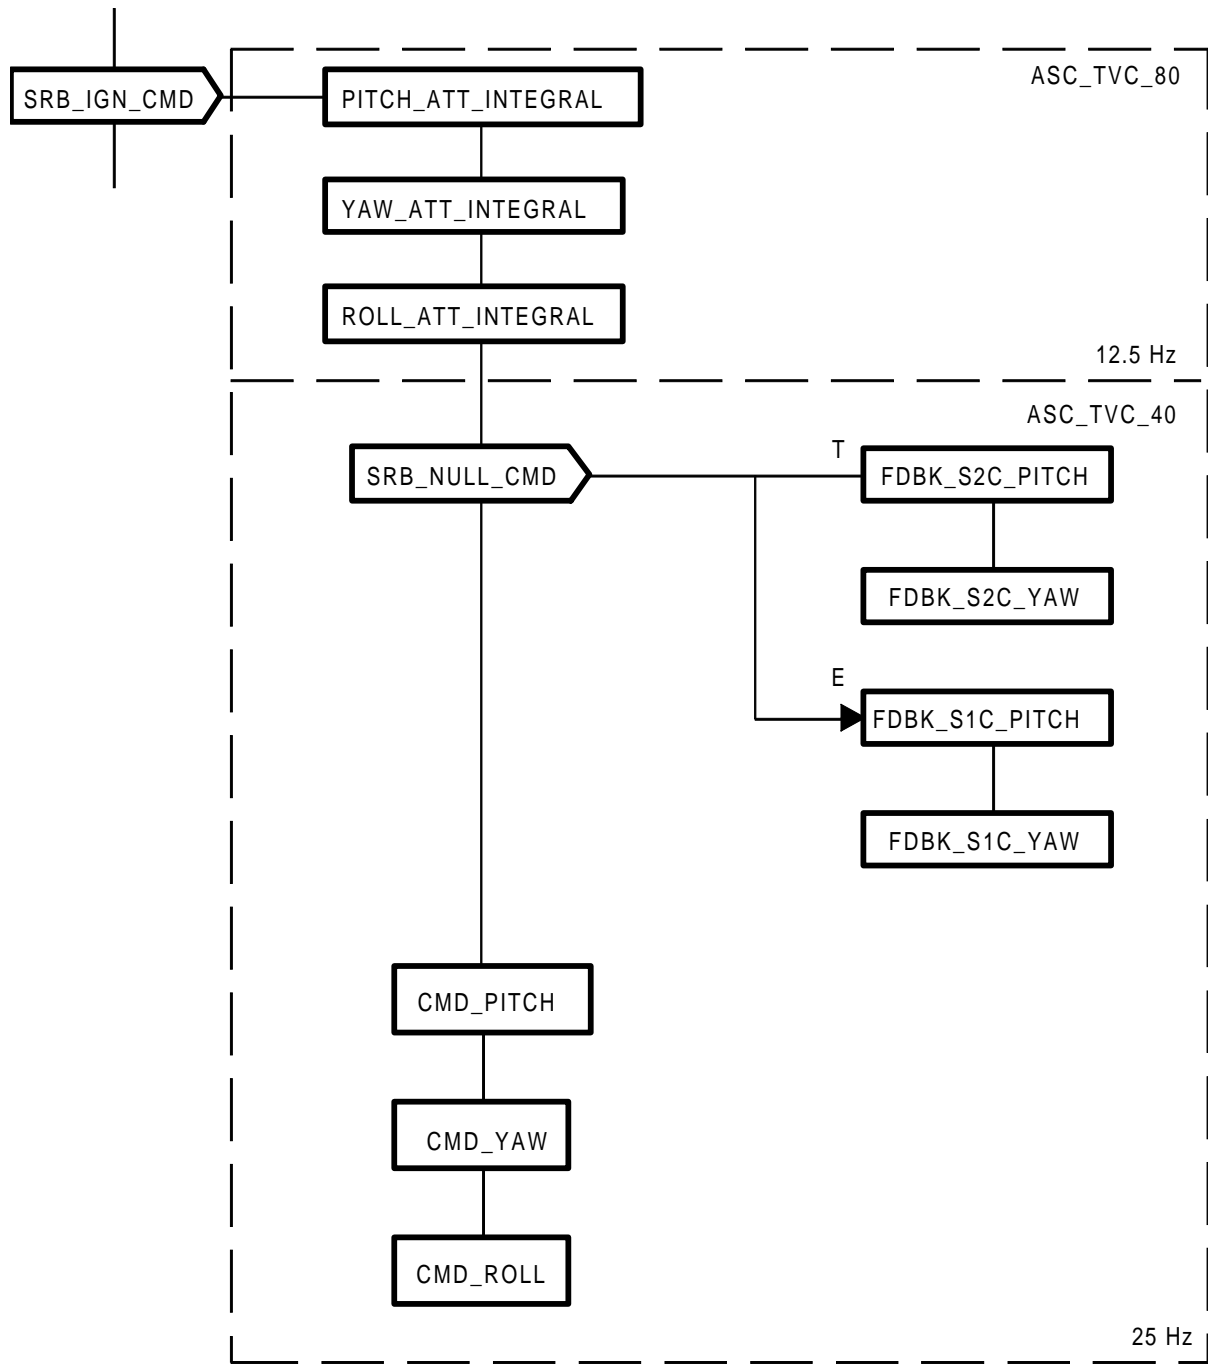 ASC_TVC_80
SRB_IGN_CMD
PITCH_ATT_INTEGRAL
YAW_ATT_INTEGRAL
ROLL_ATT_INTEGRAL
12.5 Hz
ASC_TVC_40
SRB_NULL_CMD
T
FDBK_S2C_PITCH
FDBK_S2C_YAW
E
FDBK_S1C_PITCH
FDBK_S1C_YAW
CMD_PITCH
CMD_YAW
CMD_ROLL
25 Hz